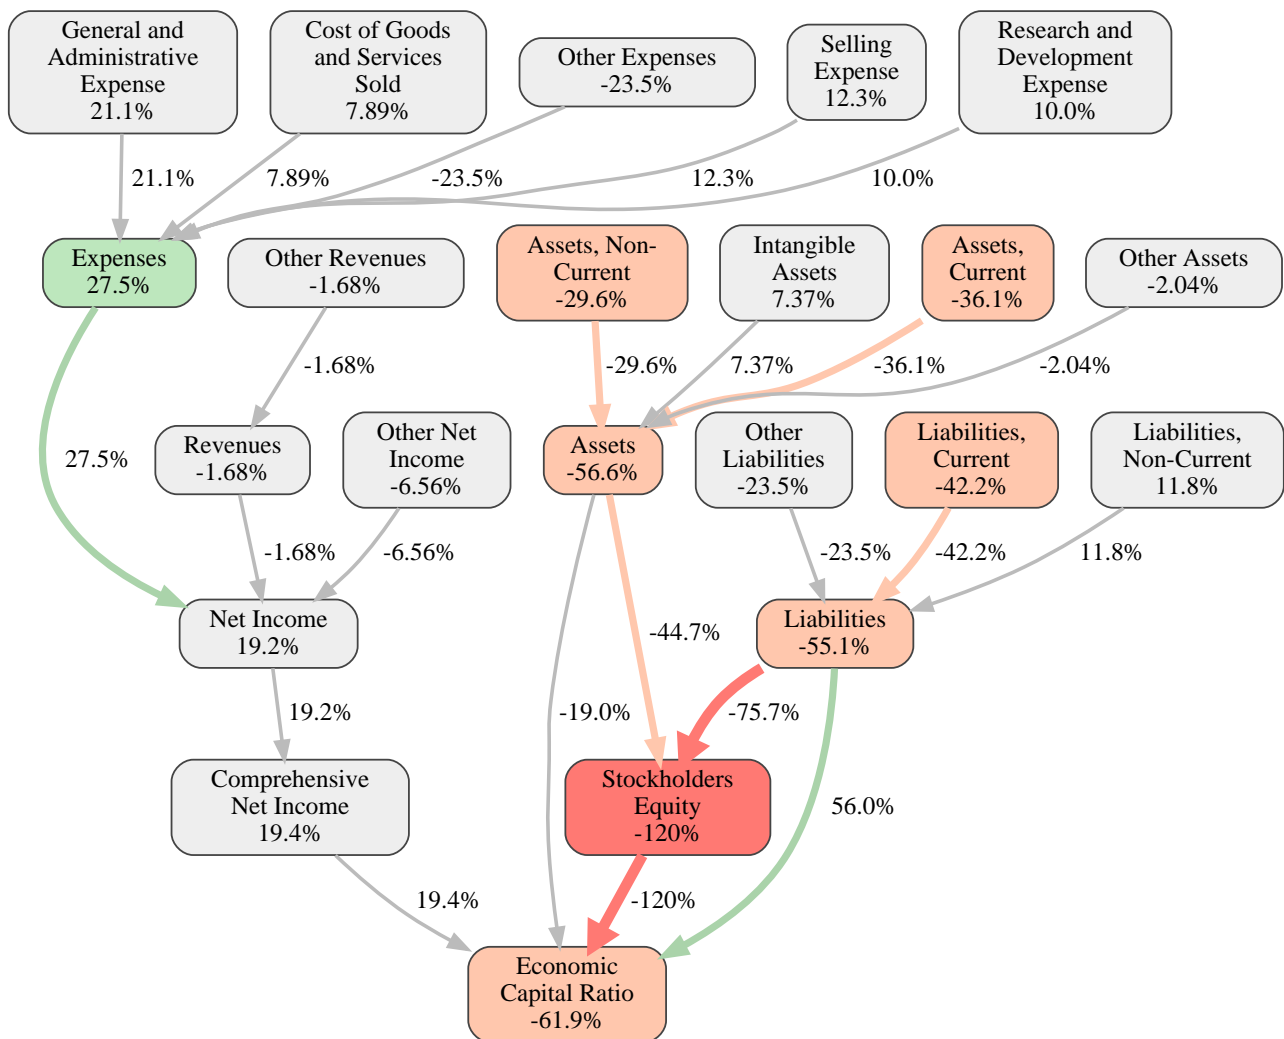 General and
Administrative
Expense
21.1%
Cost of Goods
and Services
Sold
7.89%
Other Expenses
-23.5%
Selling
Expense
12.3%
Research and
Development
Expense
10.0%
21.1%
7.89%
-23.5%
12.3%
10.0%
Expenses
27.5%
Other Revenues
-1.68%
Assets, Non-
Current
-29.6%
Intangible
Assets
7.37%
Assets,
Current
-36.1%
Other Assets
-2.04%
-1.68%
-29.6%
7.37%
-36.1%
-2.04%
27.5%
Revenues
-1.68%
Other Net
Income
-6.56%
Assets
-56.6%
Other
Liabilities
-23.5%
Liabilities,
Current
-42.2%
Liabilities,
Non-Current
11.8%
-1.68%
-6.56%
-23.5%
-42.2%
11.8%
Net Income
19.2%
-44.7%
Liabilities
-55.1%
19.2%
-19.0%
-75.7%
Comprehensive
Net Income
19.4%
Stockholders
Equity
-120%
56.0%
19.4%
-120%
Economic
Capital Ratio
-61.9%